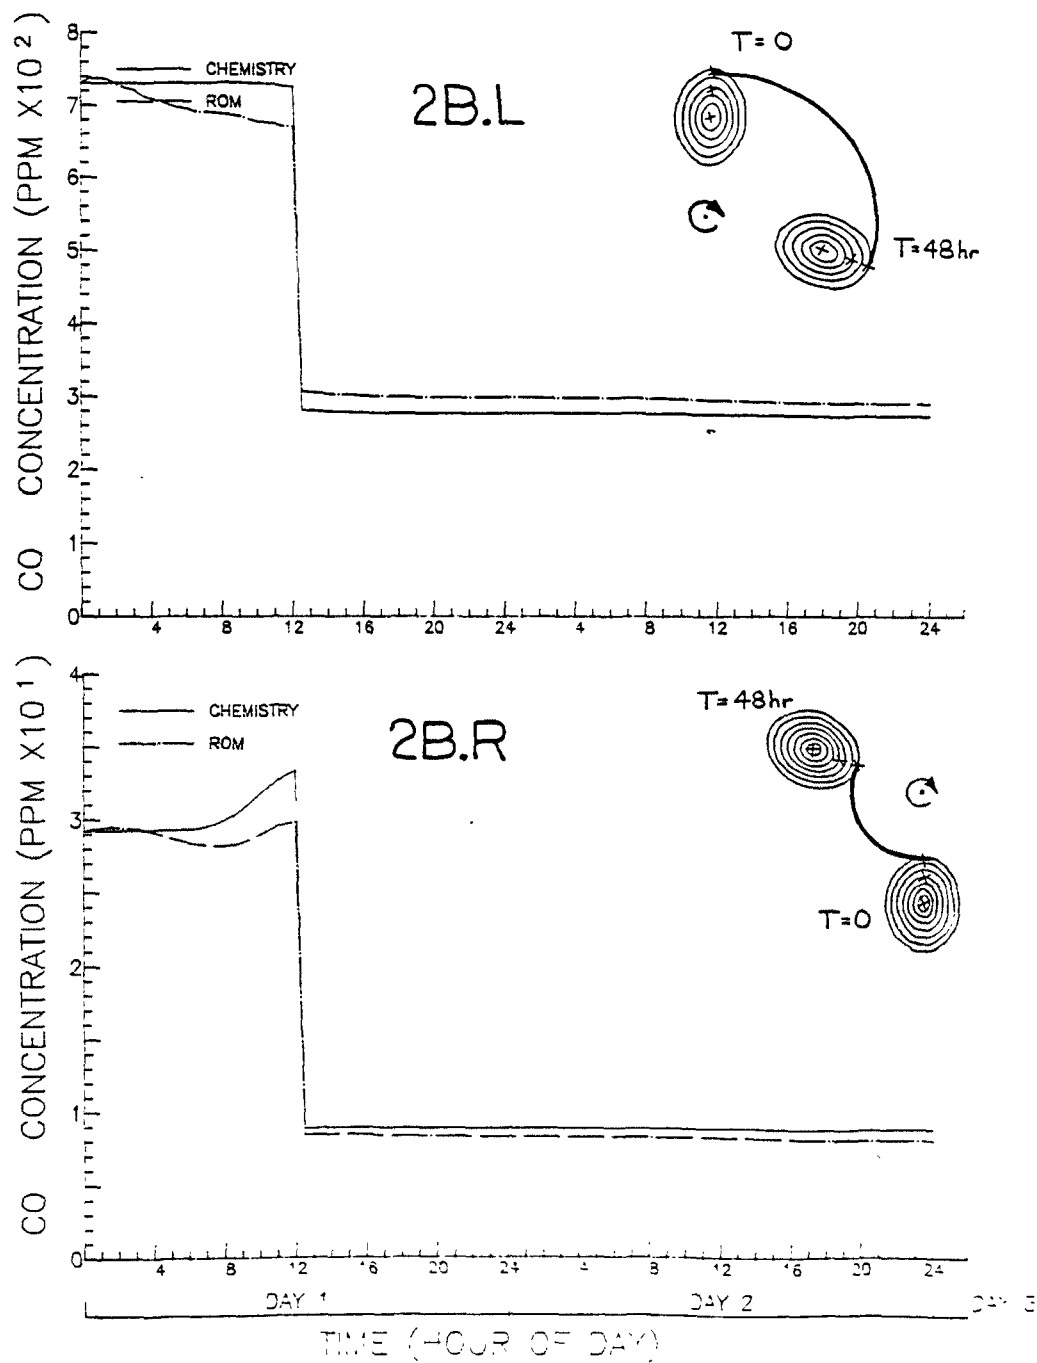 CO CONCENTRATION (PPM X10²)
8
7
6
5
4
3
2
1
0
CHEMISTRY
ROM
2B.L
T=0
T=48hr
4 8 12 16 20 24 4 8 12 16 20 24
CO CONCENTRATION (PPM X10¹)
4
3
2
1
0
CHEMISTRY
ROM
2B.R
T=48hr
T=0
4 8 12 16 20 24 4 8 12 16 20 24
DAY 1 DAY 2 DAY 3
TIME (HOUR OF DAY)